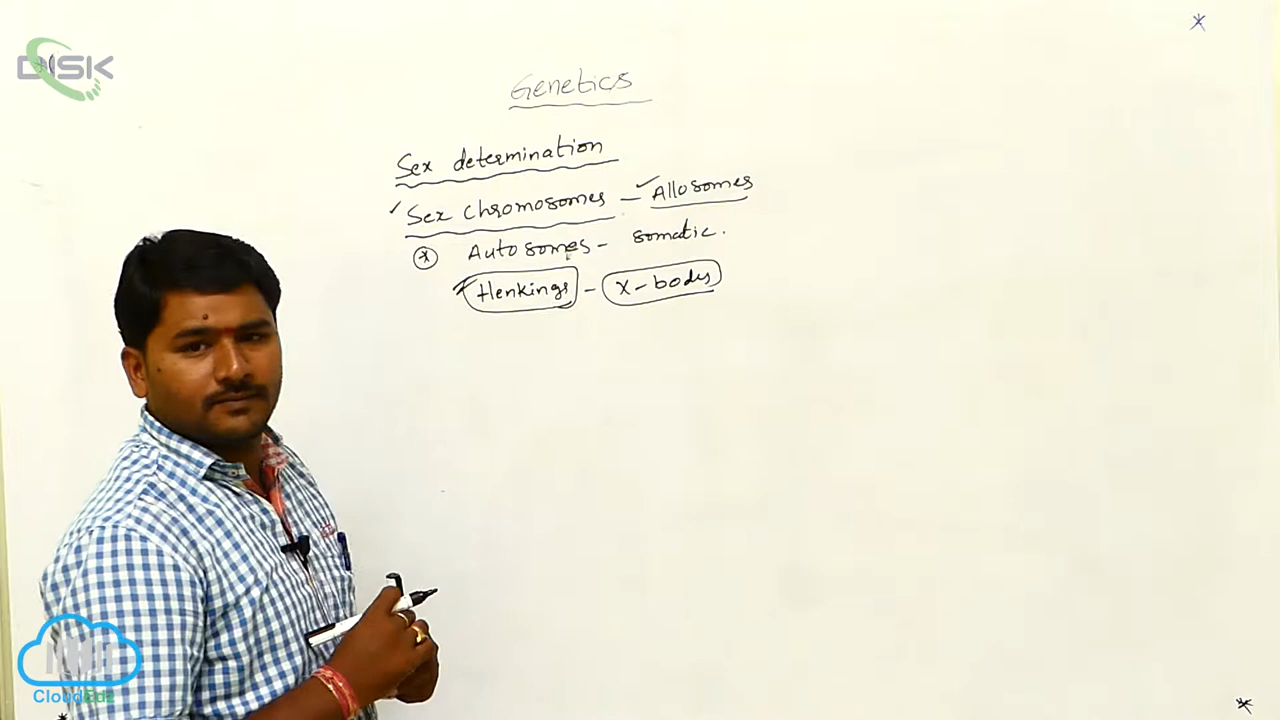 DISK
Genetics
Sex determination
✓ Sex chromosomes - ✓ Allosomes
* Autosomes - somatic.
* Henkings - x - body
CloudEdz